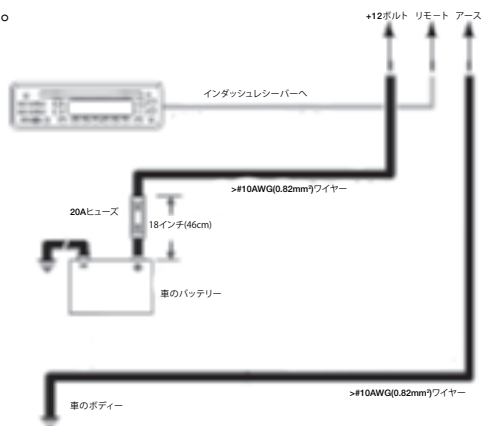 。
+12ボルト リモート アース
インダッシュレシーバーへ
>#10AWG(0.82mm²)ワイヤー
20Aヒューズ
18インチ(46cm)
車のバッテリー
>#10AWG(0.82mm²)ワイヤー
車のボディー